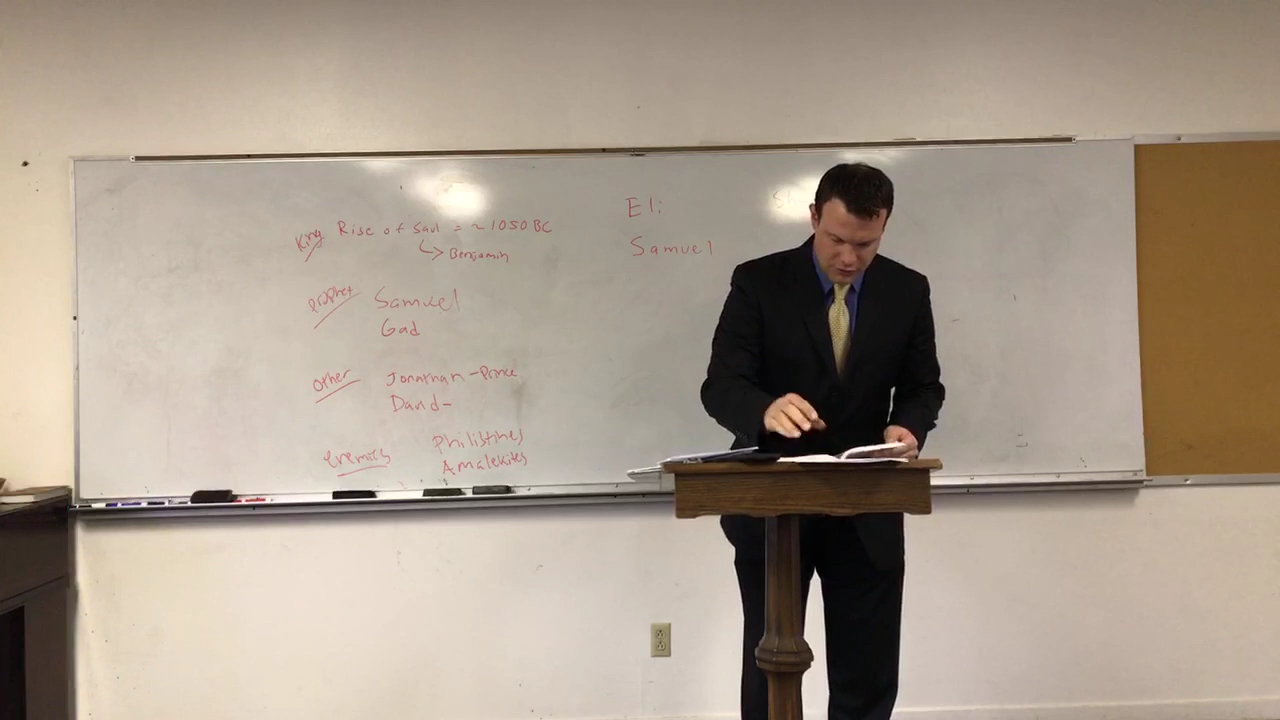 King Rise of Saul = ~ 1050 BC
↳ Benjamin
Prophet Samuel
Gad
Other Jonathan - Prince
David -
Enemies Philistines
Amalekites
Eli
Samuel